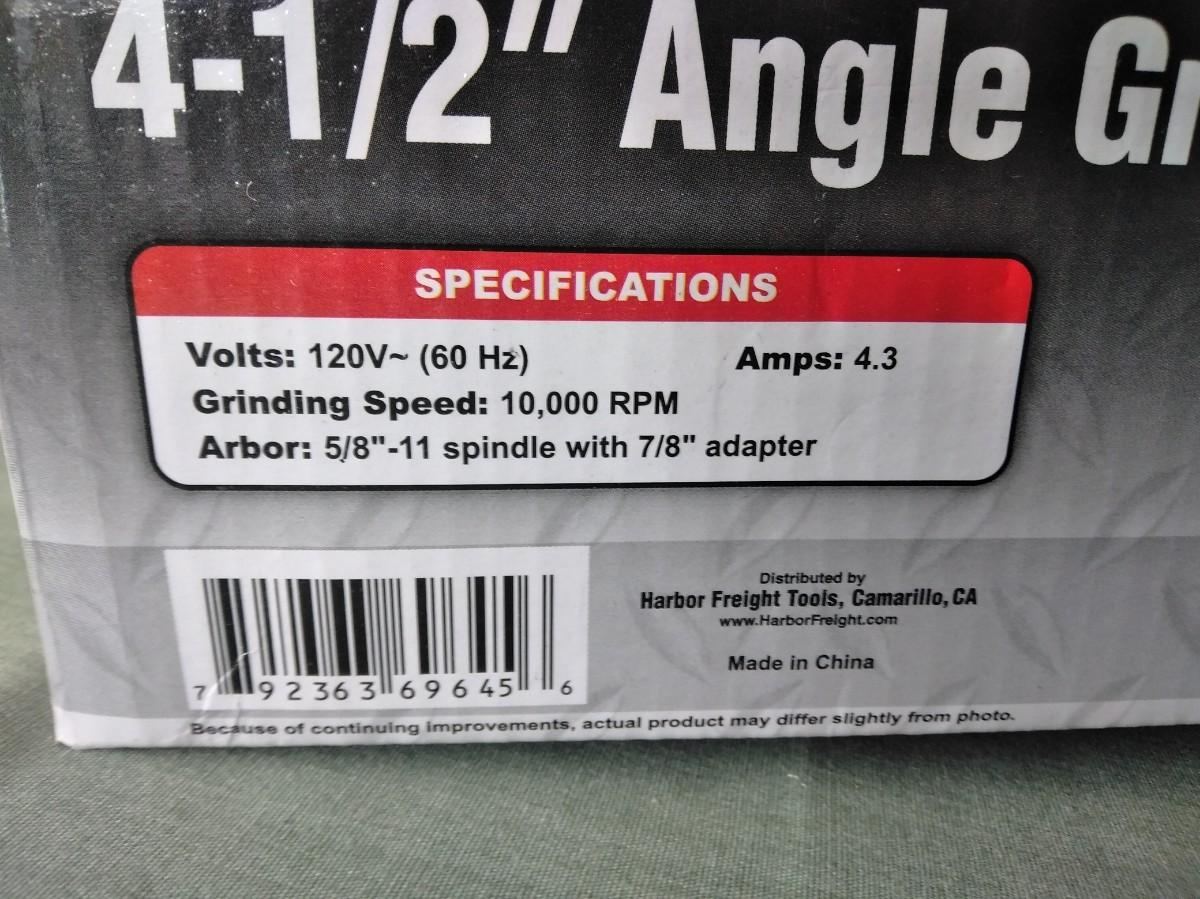 4-1/2" Angle Gr
SPECIFICATIONS
Volts: 120V~ (60 Hz) Amps: 4.3
Grinding Speed: 10,000 RPM
Arbor: 5/8"-11 spindle with 7/8" adapter
Distributed by
Harbor Freight Tools, Camarillo, CA
www.HarborFreight.com
Made in China
7 92363 69645 6
Because of continuing improvements, actual product may differ slightly from photo.